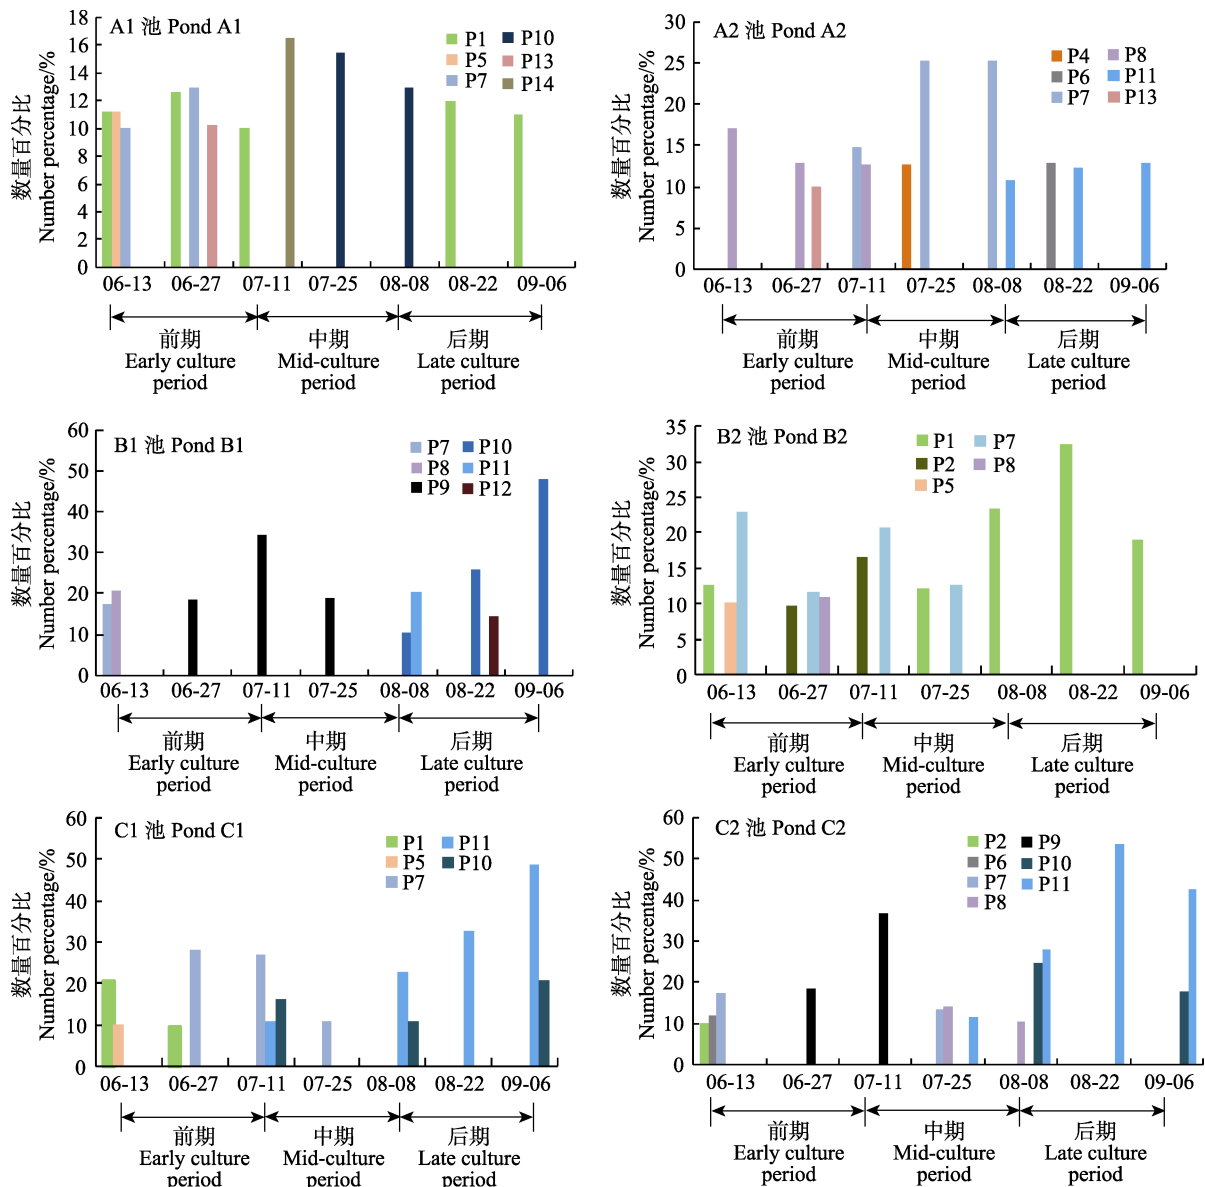 A1 池 Pond A1
P1
P10
P5
P13
P7
P14
数量百分比
Number percentage/%
18
16
14
12
10
8
6
4
2
0
06-13
06-27
07-11
07-25
08-08
08-22
09-06
前期
中期
后期
Early culture
Mid-culture
Late culture
period
period
period
A2 池 Pond A2
P4
P8
P6
P11
P7
P13
数量百分比
Number percentage/%
30
25
20
15
10
5
0
06-13
06-27
07-11
07-25
08-08
08-22
09-06
前期
中期
后期
Early culture
Mid-culture
Late culture
period
period
period
B1 池 Pond B1
P7
P10
P8
P11
P9
P12
数量百分比
Number percentage/%
60
50
40
30
20
10
0
06-13
06-27
07-11
07-25
08-08
08-22
09-06
前期
中期
后期
Early culture
Mid-culture
Late culture
period
period
period
B2 池 Pond B2
P1
P7
P2
P8
P5
数量百分比
Number percentage/%
35
30
25
20
15
10
5
0
06-13
06-27
07-11
07-25
08-08
08-22
09-06
前期
中期
后期
Early culture
Mid-culture
Late culture
period
period
period
C1 池 Pond C1
P1
P11
P5
P10
P7
数量百分比
Number percentage/%
60
50
40
30
20
10
0
06-13
06-27
07-11
07-25
08-08
08-22
09-06
前期
中期
后期
Early culture
Mid-culture
Late culture
period
period
period
C2 池 Pond C2
P2
P9
P6
P10
P7
P11
P8
数量百分比
Number percentage/%
60
50
40
30
20
10
0
06-13
06-27
07-11
07-25
08-08
08-22
09-06
前期
中期
后期
Early culture
Mid-culture
Late culture
period
period
period